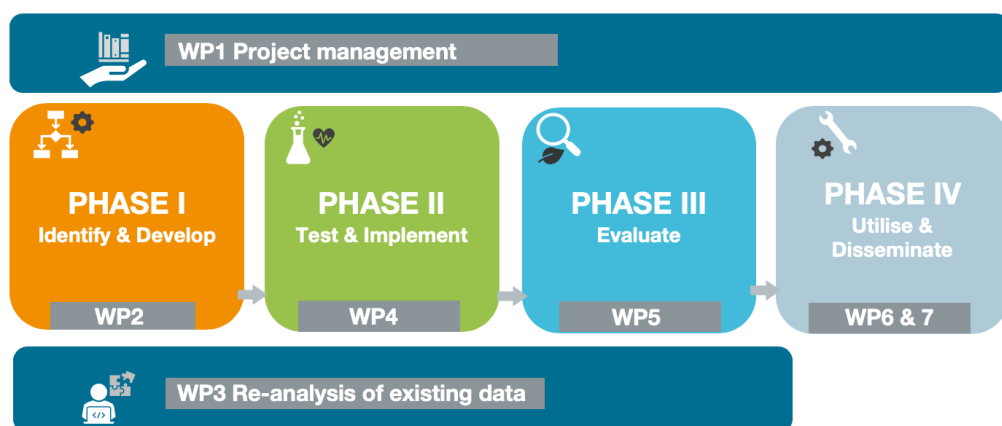 WP1 Project management
PHASE I
Identify & Develop
WP2
PHASE II
Test & Implement
WP4
PHASE III
Evaluate
WP5
PHASE IV
Utilise &
Disseminate
WP6 & 7
WP3 Re-analysis of existing data
</>